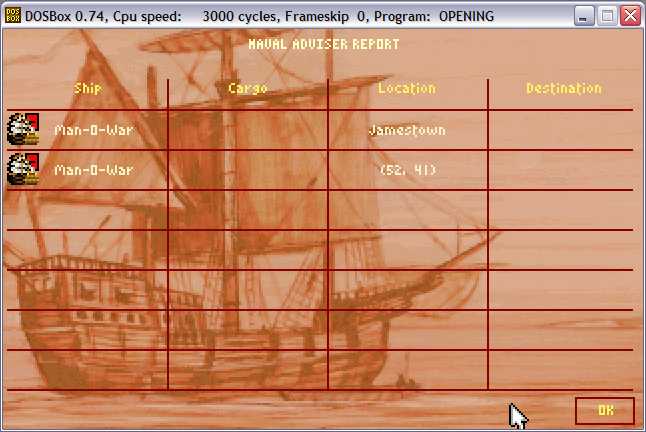 DOSBox 0.74, Cpu speed: 3000 cycles, Frameskip 0, Program: OPENING
NAVAL ADVISER REPORT
Ship Cargo Location Destination
Man-O-War Jamestown
Man-O-War (52, 41)
OK